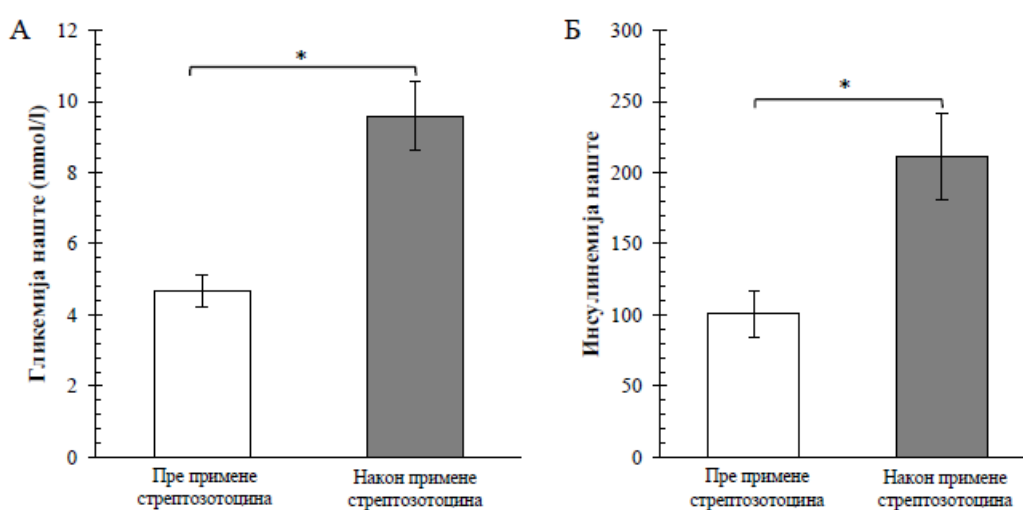 А
Гликемија наште (mmol/l)
12
10
8
6
4
2
0
*
Пре примене
стрептозотоцина
Након примене
стрептозотоцина
Б
Инсулинемија наште
300
250
200
150
100
50
0
*
Пре примене
стрептозотоцина
Након примене
стрептозотоцина